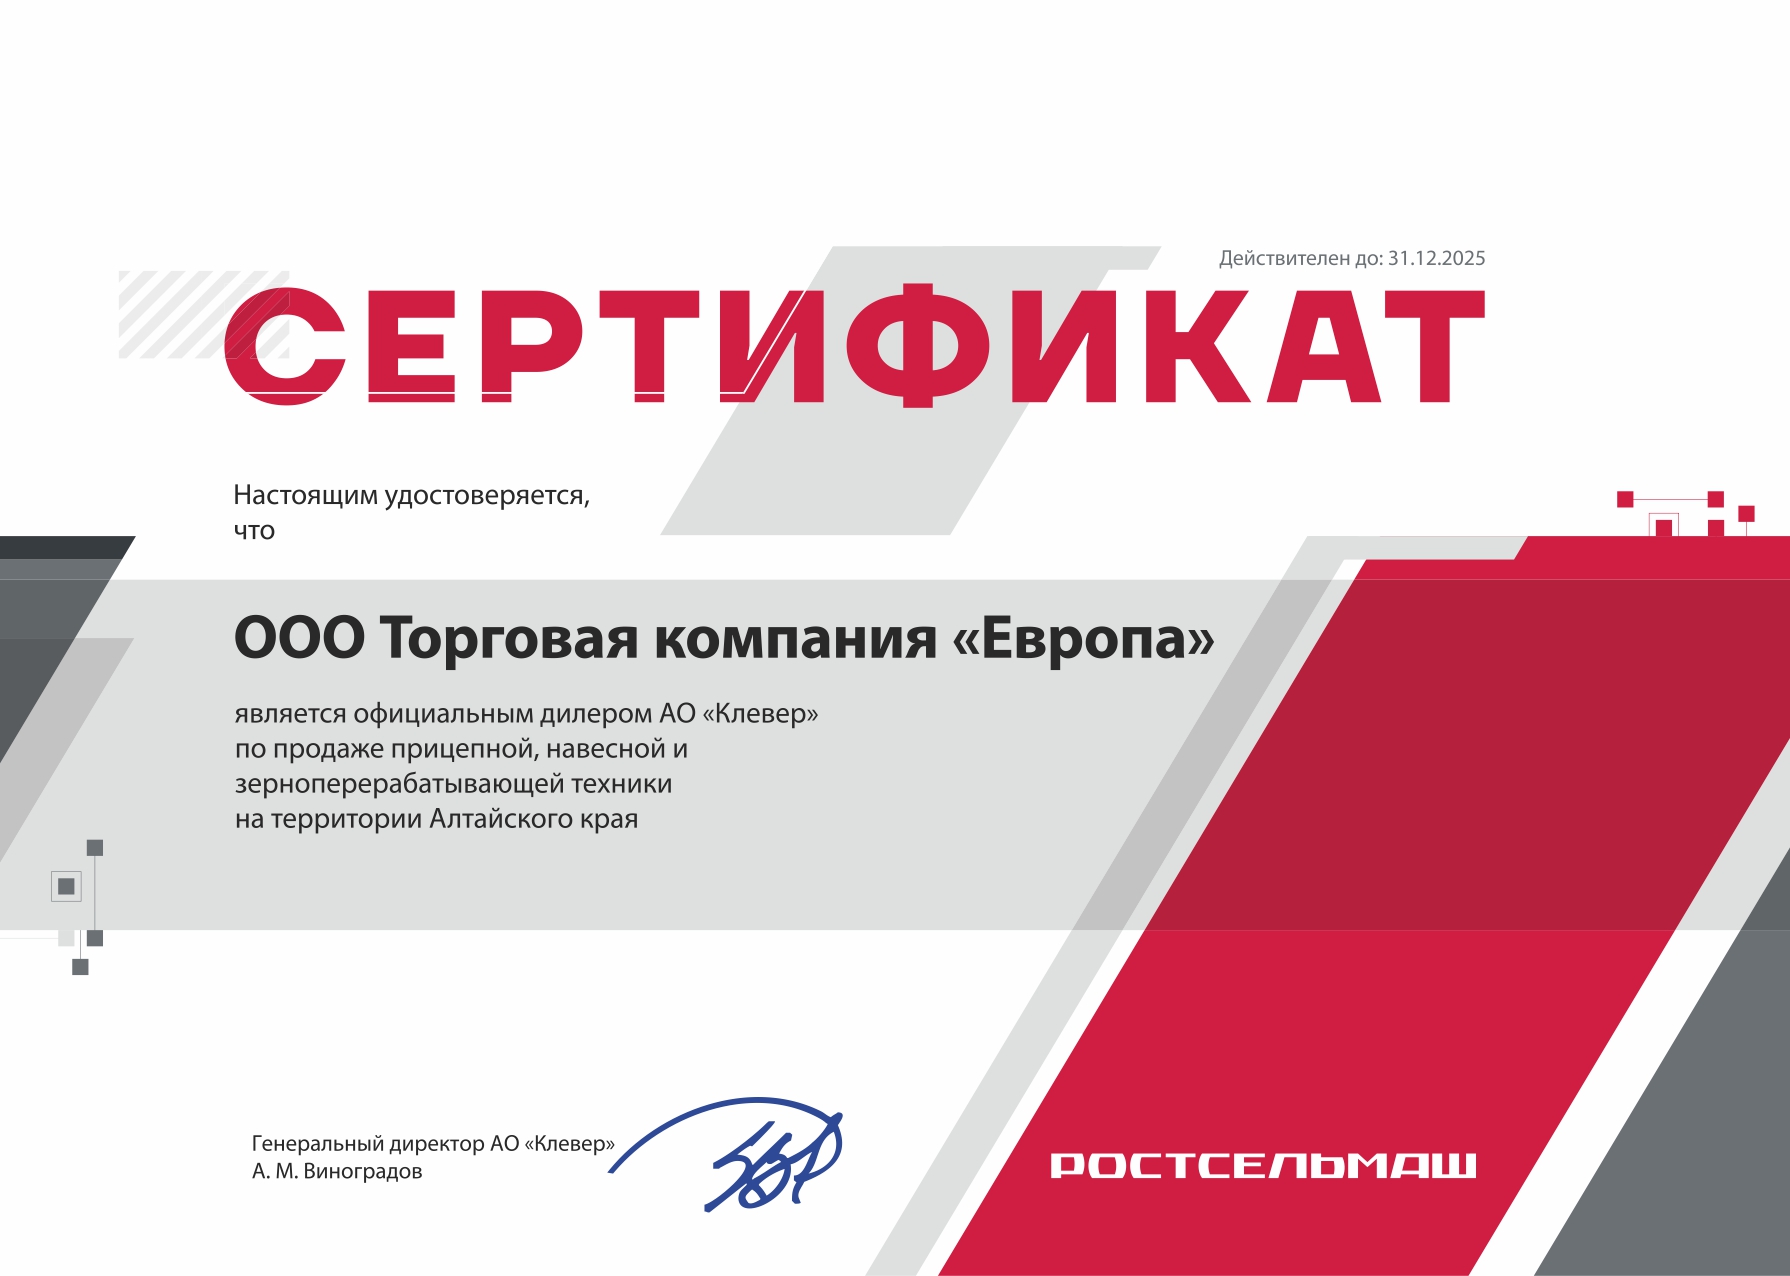 Действителен до: 31.12.2025
СЕРТИФИКАТ
Настоящим удостоверяется,
что
ООО Торговая компания «Европа»
является официальным дилером АО «Клевер»
по продаже прицепной, навесной и
зерноперерабатывающей техники
на территории Алтайского края
Генеральный директор АО «Клевер»
А. М. Виноградов
РОСТСЕЛЬМАШ